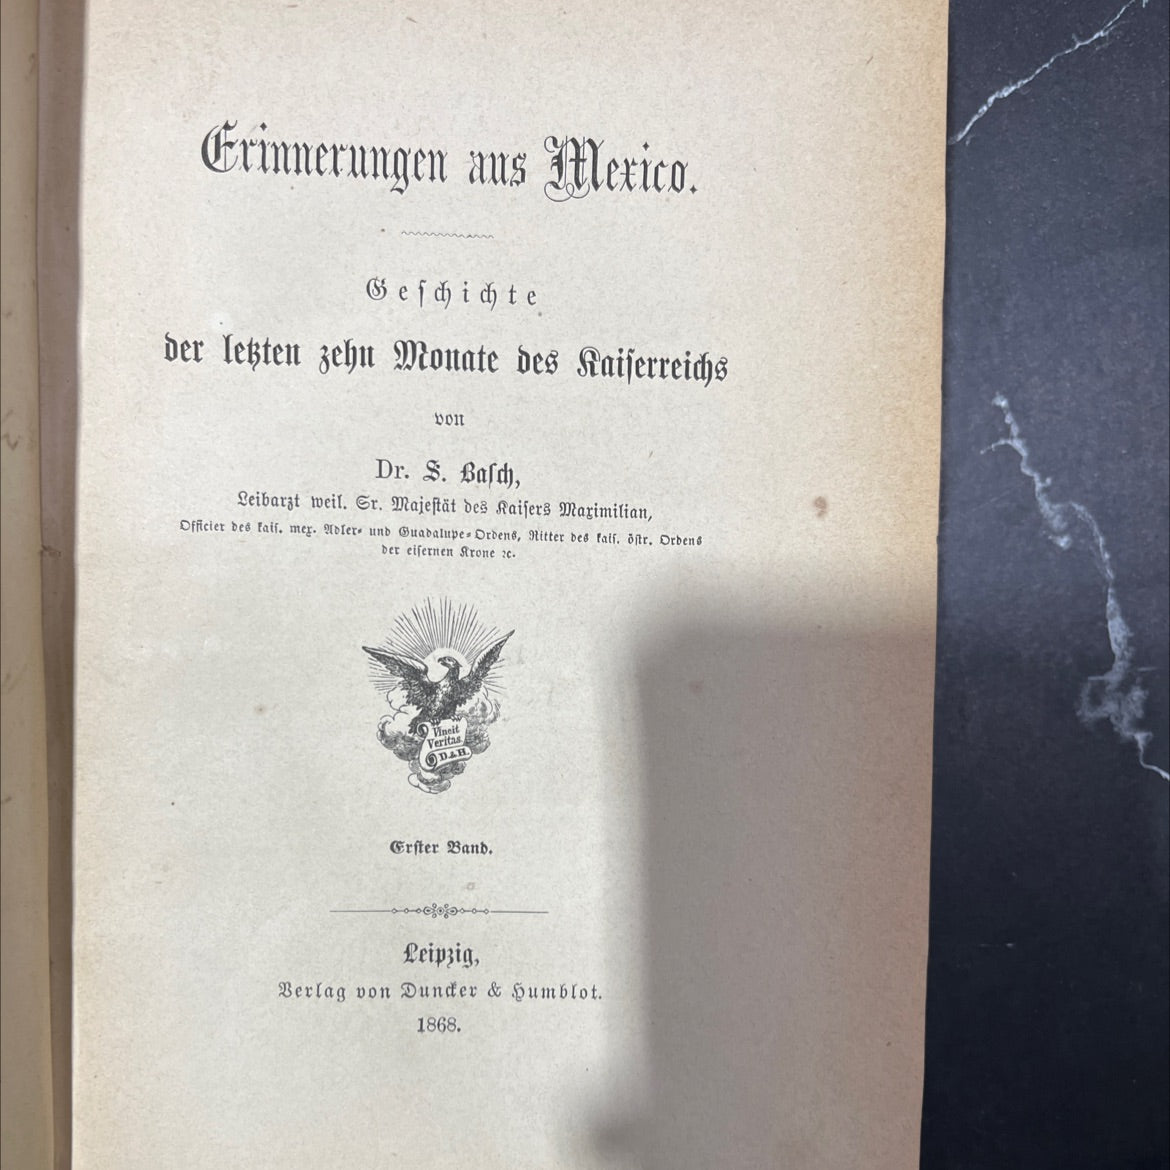 Erinnerungen aus Mexico.
Geschichte
der letzten zehn Monate des Kaiserreichs
von
Dr. S. Basch,
Leibarzt weil. Sr. Majestät des Kaisers Maximilian,
Officier des kais. mex. Adler- und Guadalupe-Ordens, Ritter des kais. östr. Ordens
der eisernen Krone ꝛc.
Vincit
Veritas.
D. & H.
Erster Band.
Leipzig,
Verlag von Duncker & Humblot.
1868.